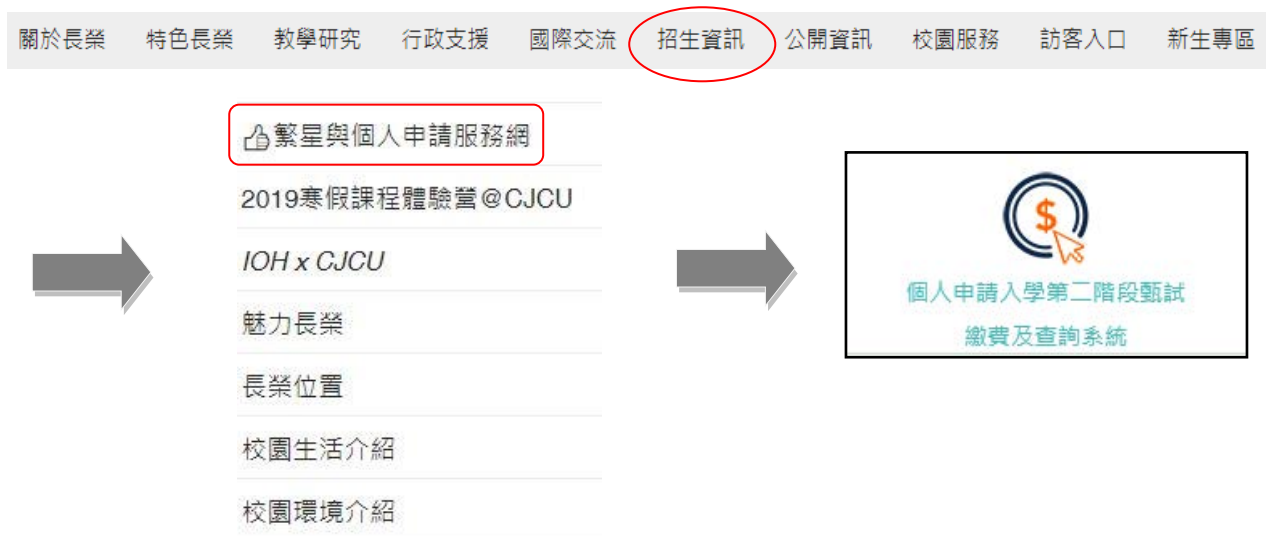 關於長榮 特色長榮 教學研究 行政支援 國際交流 招生資訊 公開資訊 校園服務 訪客入口 新生專區
繁星與個人申請服務網
2019寒假課程體驗營@CJCU
IOH x CJCU
魅力長榮
長榮位置
校園生活介紹
校園環境介紹
$
個人申請入學第二階段甄試
繳費及查詢系統